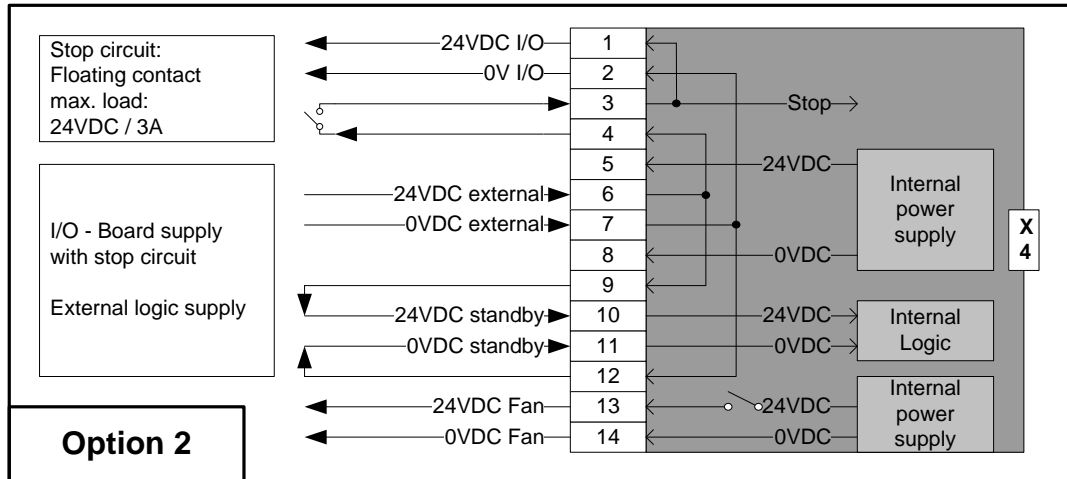 Stop circuit:
Floating contact
max. load:
24VDC / 3A
I/O - Board supply
with stop circuit
External logic supply
Option 2
24VDC I/O
0V I/O
24VDC external
0VDC external
24VDC standby
0VDC standby
24VDC Fan
0VDC Fan
1
2
3
4
5
6
7
8
9
10
11
12
13
14
Stop
24VDC
0VDC
Internal
power
supply
24VDC
0VDC
Internal
Logic
24VDC
0VDC
Internal
power
supply
X
4